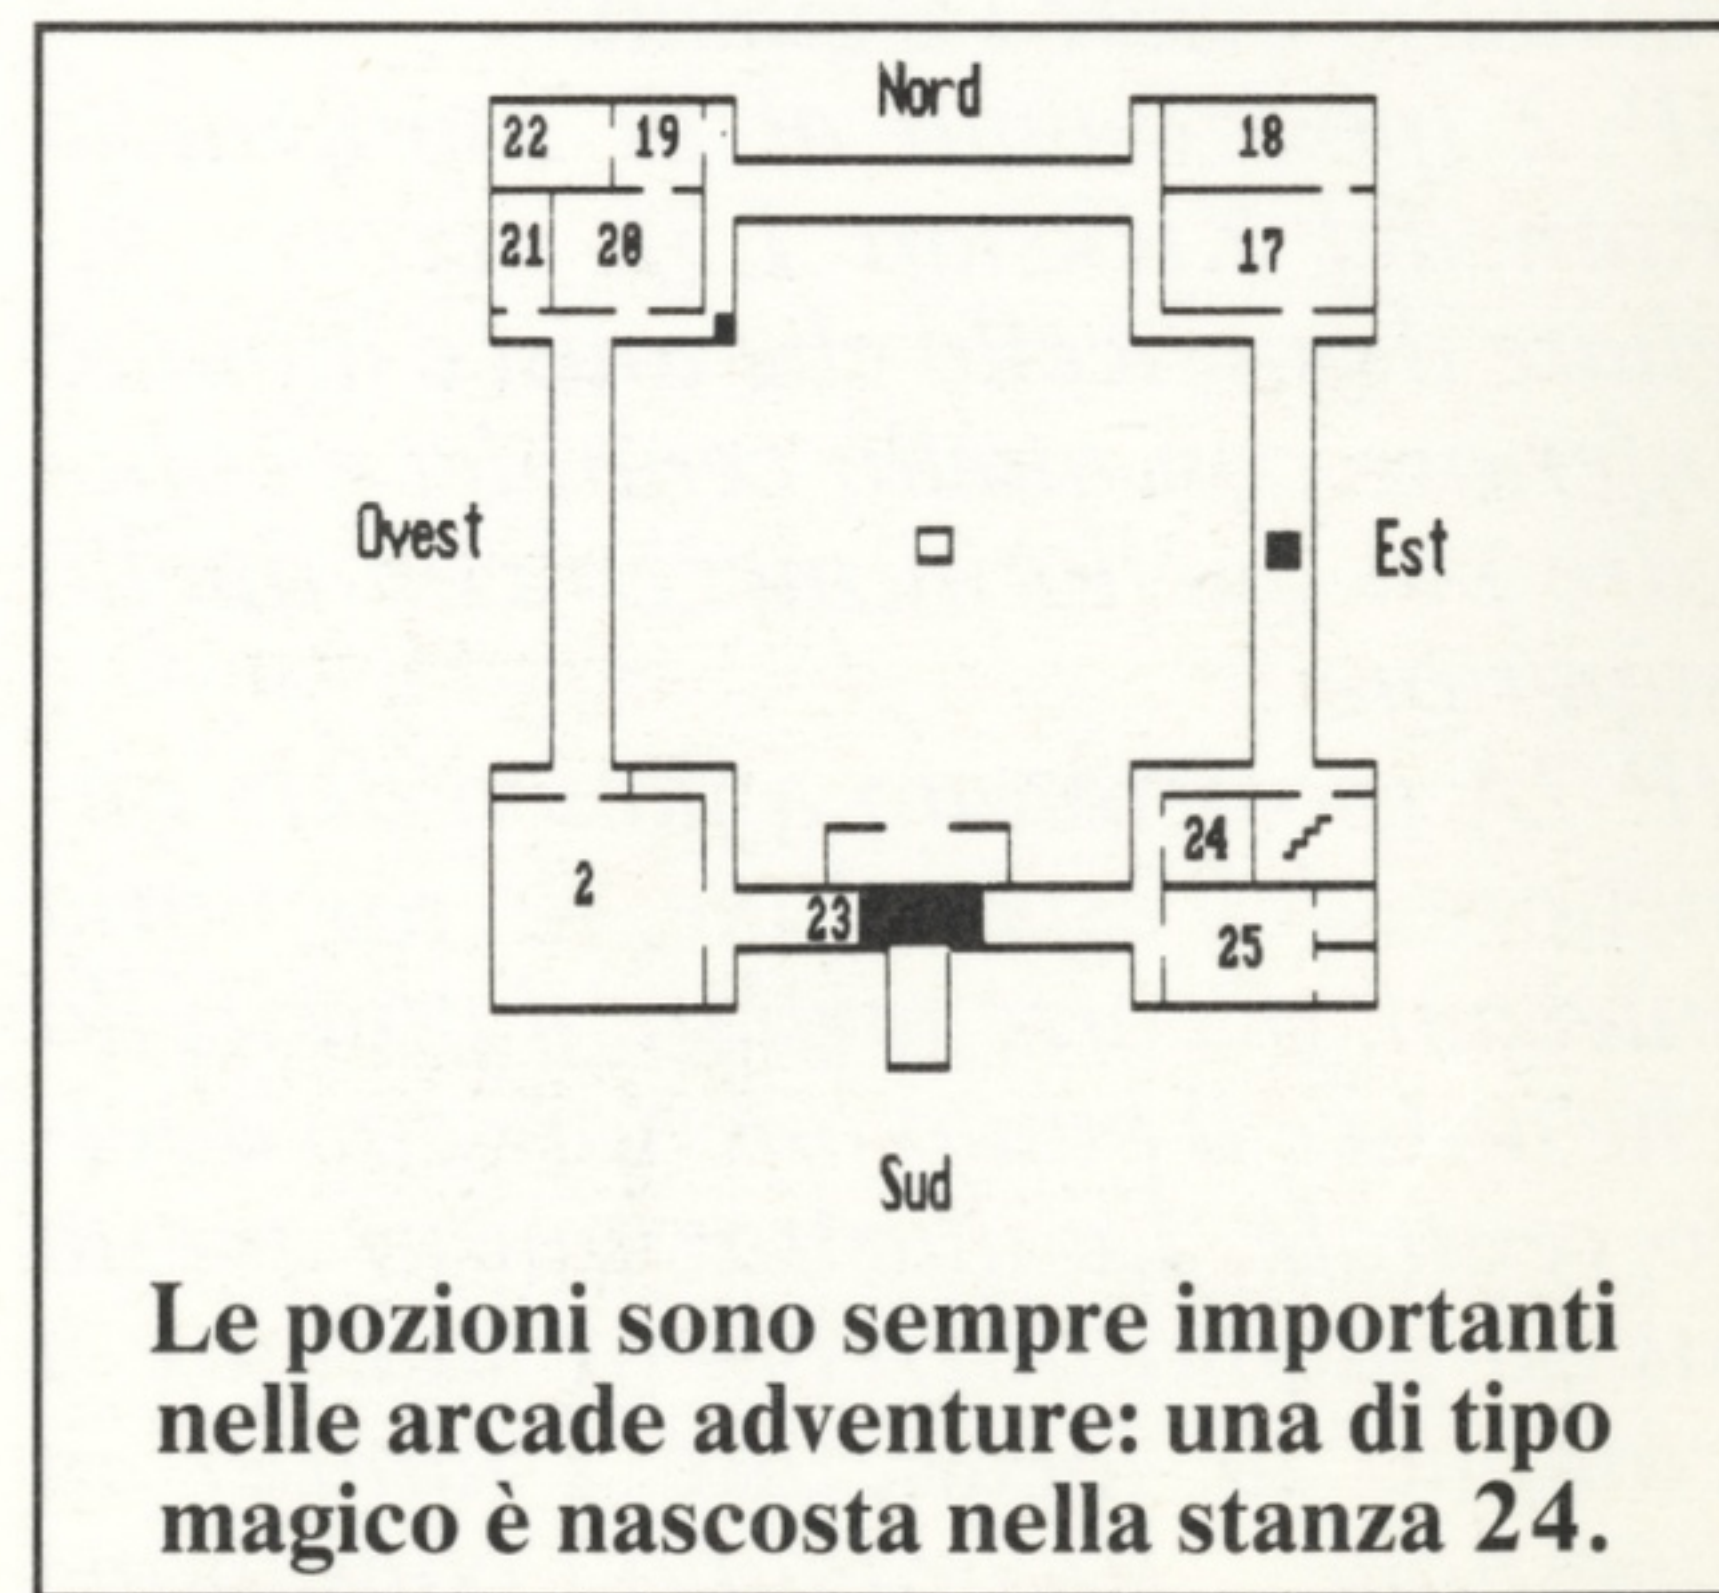 Nord
22 19 18
21 20 17
Ovest Est
2 24
23 25
Sud
Le pozioni sono sempre importanti
nelle arcade adventure: una di tipo
magico è nascosta nella stanza 24.